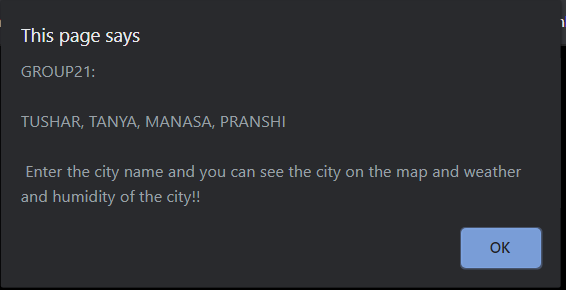 This page says
GROUP21:
TUSHAR, TANYA, MANASA, PRANSHI
Enter the city name and you can see the city on the map and weather
and humidity of the city!!
OK